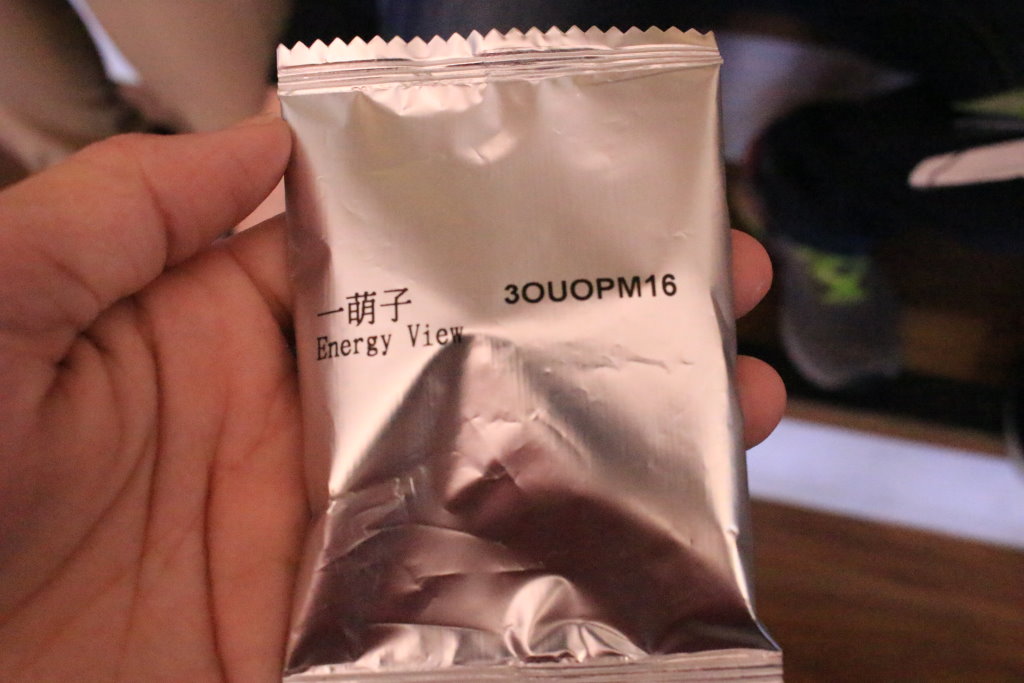 一萌子
Energy View
3OUOPM16